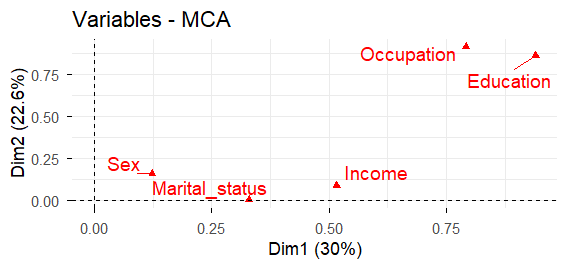 Variables - MCA
Occupation
Education
Sex
Marital_status
Income
Dim2 (22.6%)
0.75
0.50
0.25
0.00
0.00 0.25 0.50 0.75
Dim1 (30%)